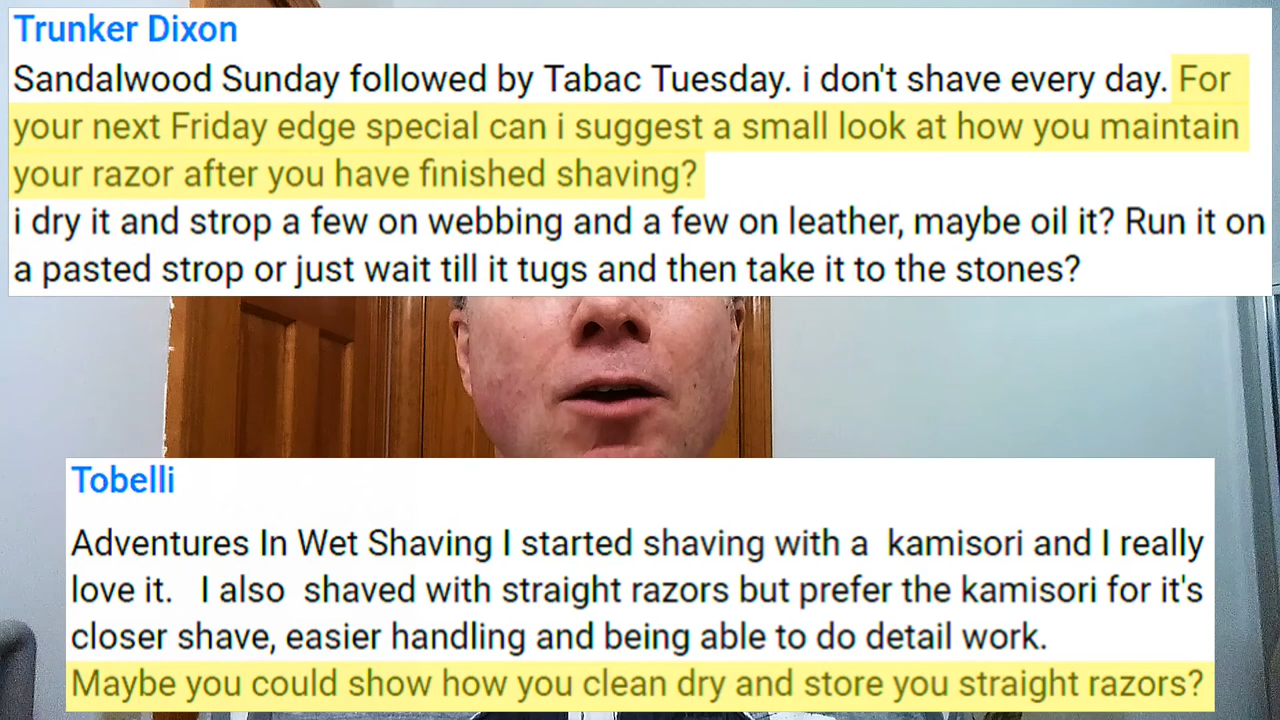 Trunker Dixon
Sandalwood Sunday followed by Tabac Tuesday. i don't shave every day. For
your next Friday edge special can i suggest a small look at how you maintain
your razor after you have finished shaving?
i dry it and strop a few on webbing and a few on leather, maybe oil it? Run it on
a pasted strop or just wait till it tugs and then take it to the stones?
Tobelli
Adventures In Wet Shaving I started shaving with a kamisori and I really
love it. I also shaved with straight razors but prefer the kamisori for it's
closer shave, easier handling and being able to do detail work.
Maybe you could show how you clean dry and store you straight razors?